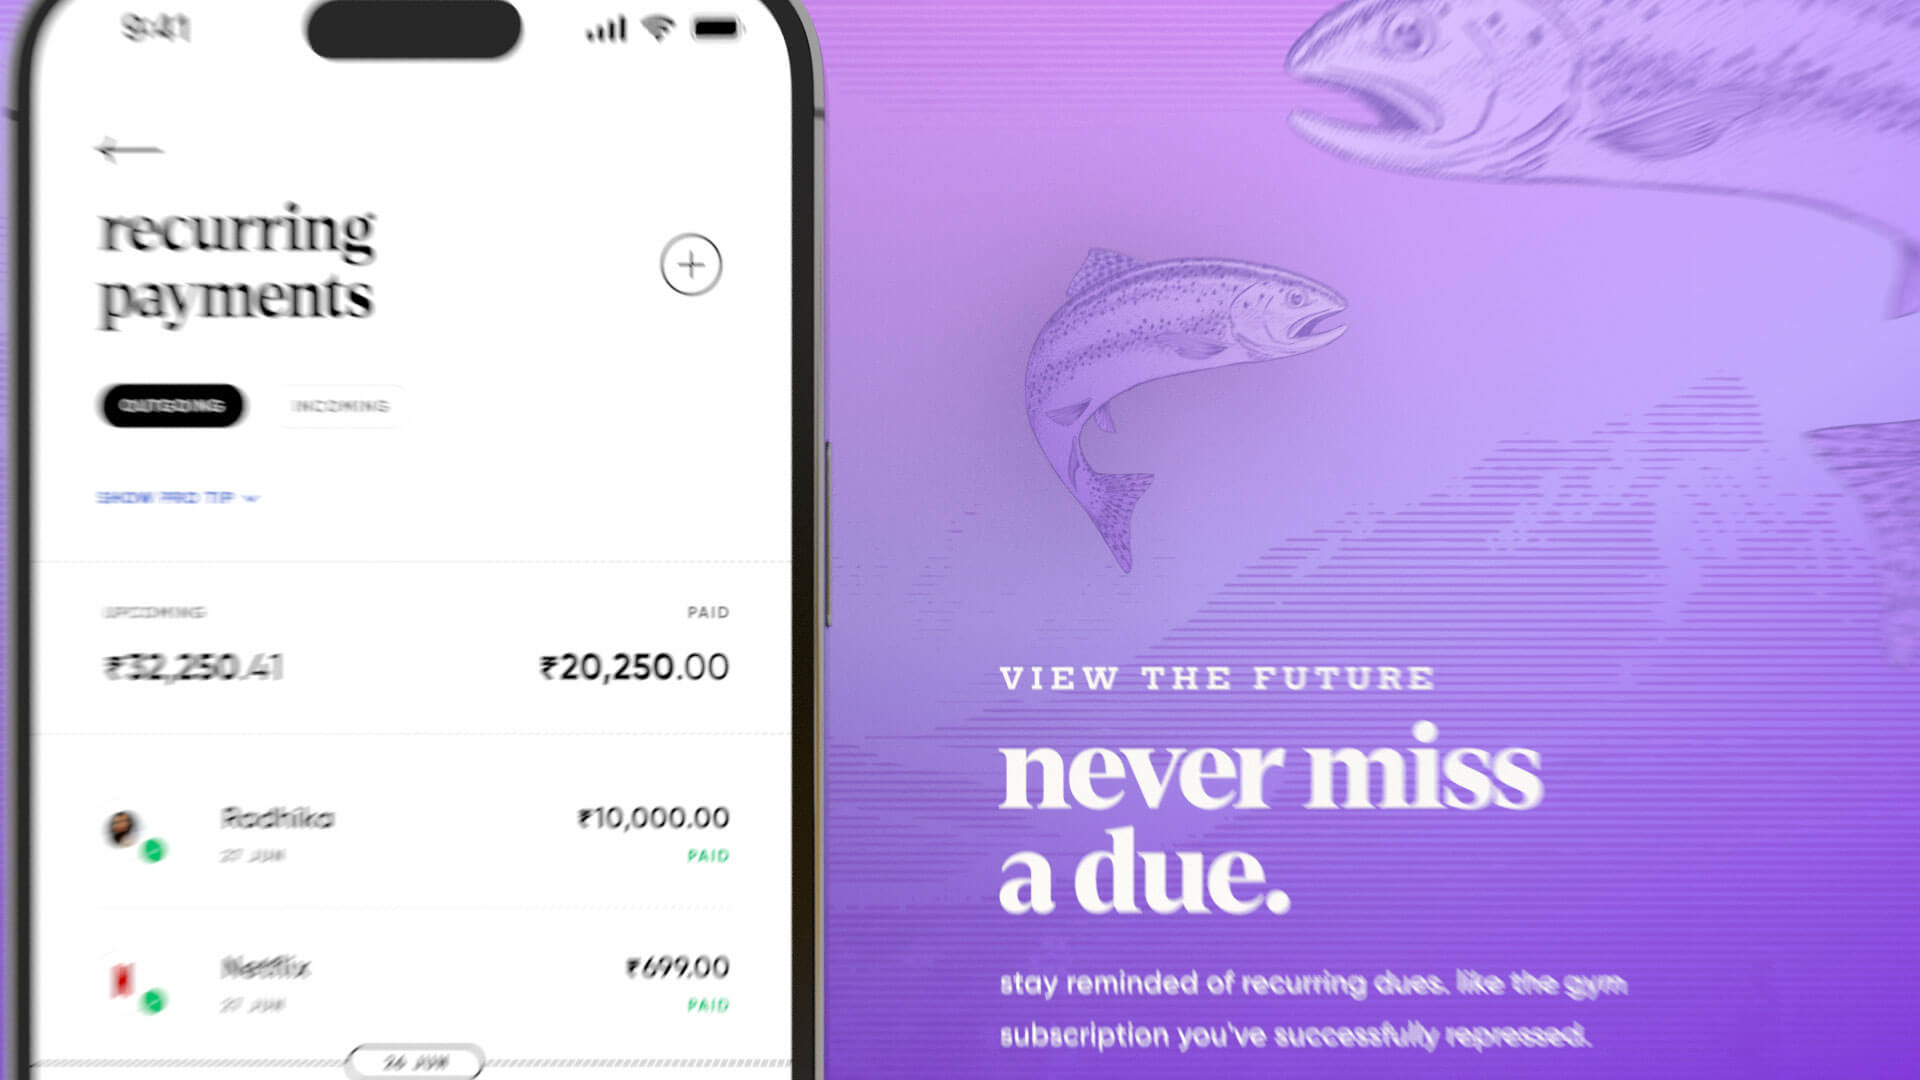 9:41
recurring
payments
OUTGOING
INCOMING
SHOW PRO TIP
UPCOMING
PAID
₹32,250.41
₹20,250.00
Radhika
₹10,000.00
27 JUN
PAID
Netflix
₹699.00
27 JUN
PAID
26 JUN
VIEW THE FUTURE
never miss
a due.
stay reminded of recurring dues. like the gym
subscription you've successfully repressed.